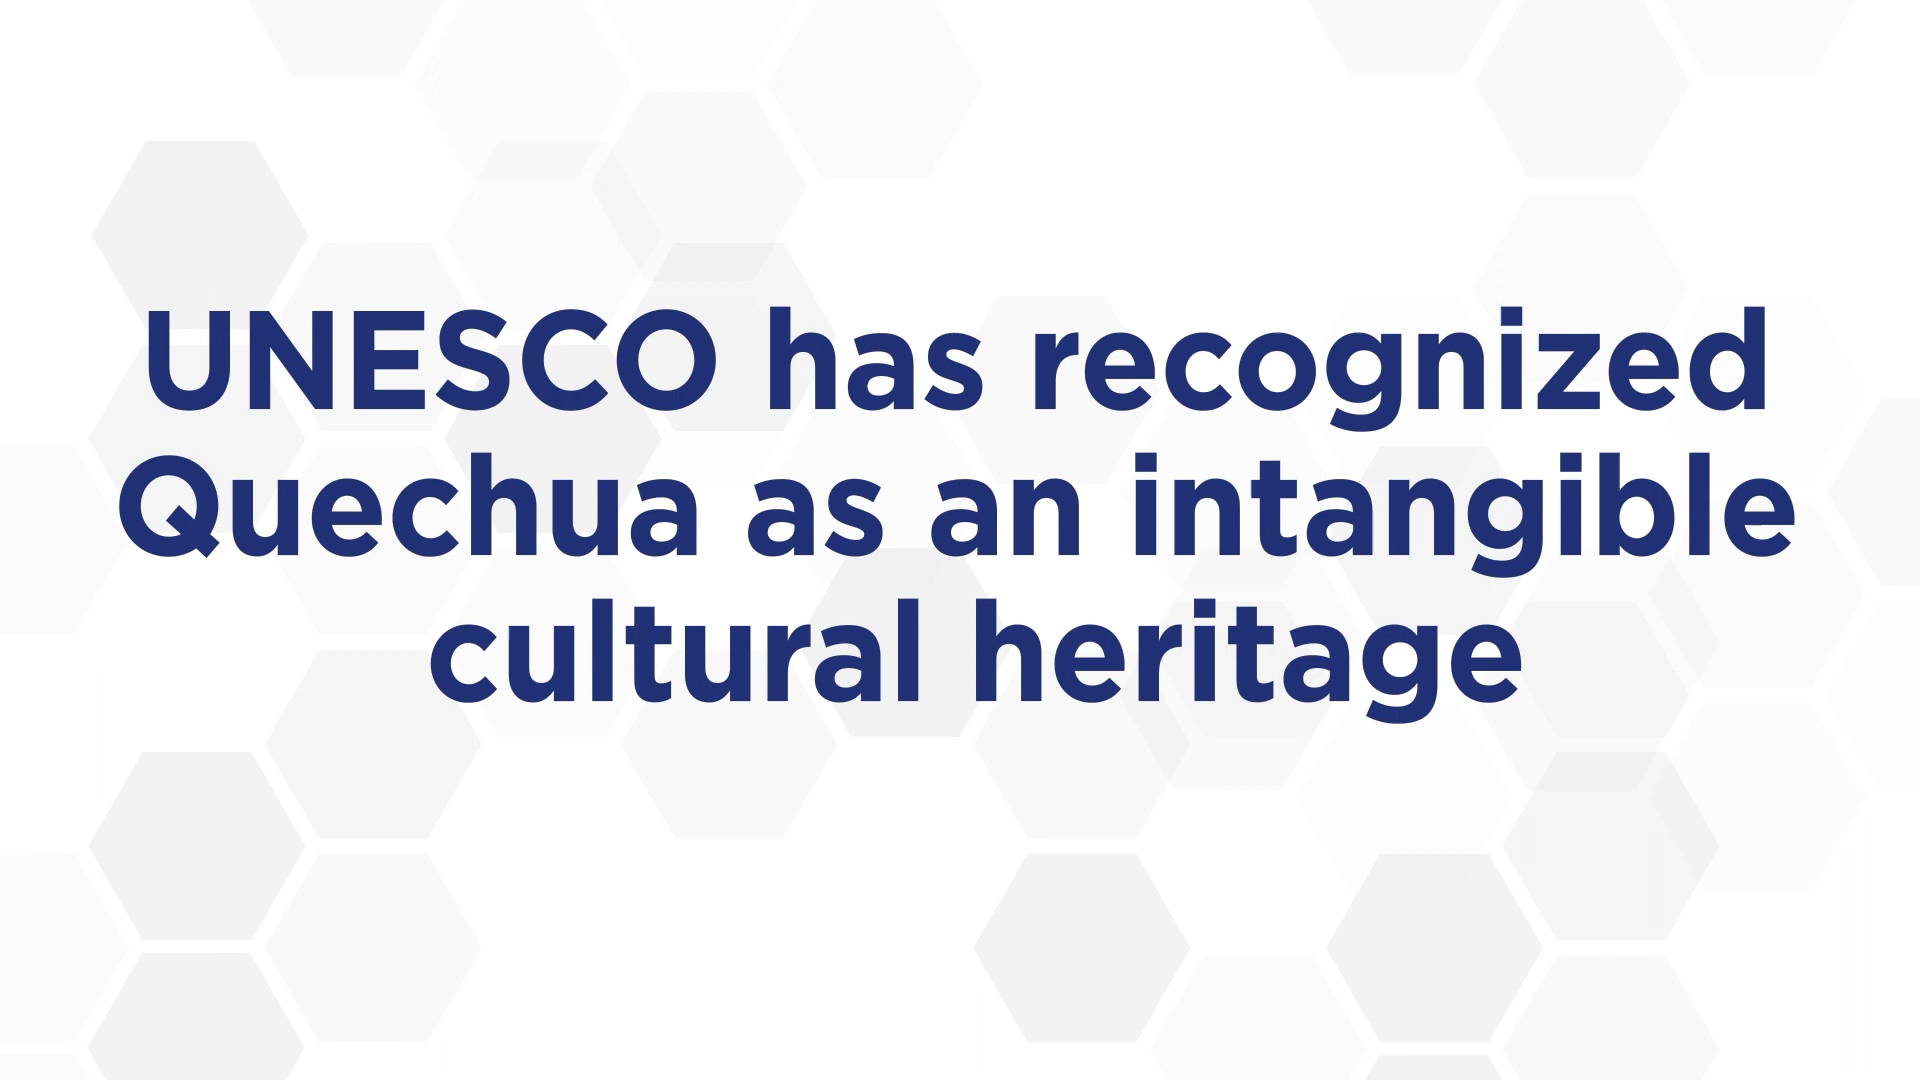 UNESCO has recognized
Quechua as an intangible
cultural heritage